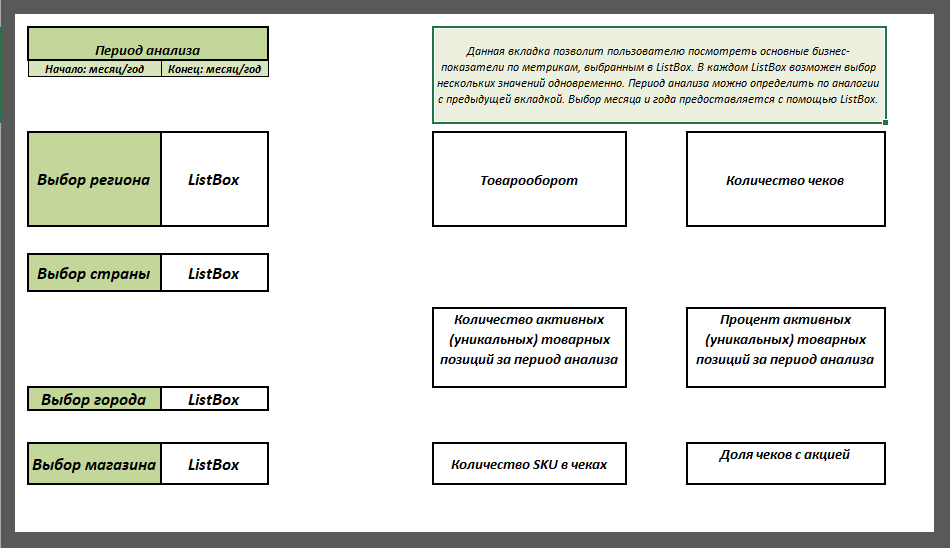 Период анализа
Начало: месяц/год
Конец: месяц/год
Данная вкладка позволит пользователю посмотреть основные бизнес-
показатели по метрикам, выбранным в ListBox. В каждом ListBox возможен выбор
нескольких значений одновременно. Период анализа можно определить по аналогии
с предыдущей вкладкой. Выбор месяца и года предоставляется с помощью ListBox.
Выбор региона
ListBox
Товарооборот
Количество чеков
Выбор страны
ListBox
Количество активных
(уникальных) товарных
позиций за период анализа
Процент активных
(уникальных) товарных
позиций за период анализа
Выбор города
ListBox
Выбор магазина
ListBox
Количество SKU в чеках
Доля чеков с акцией